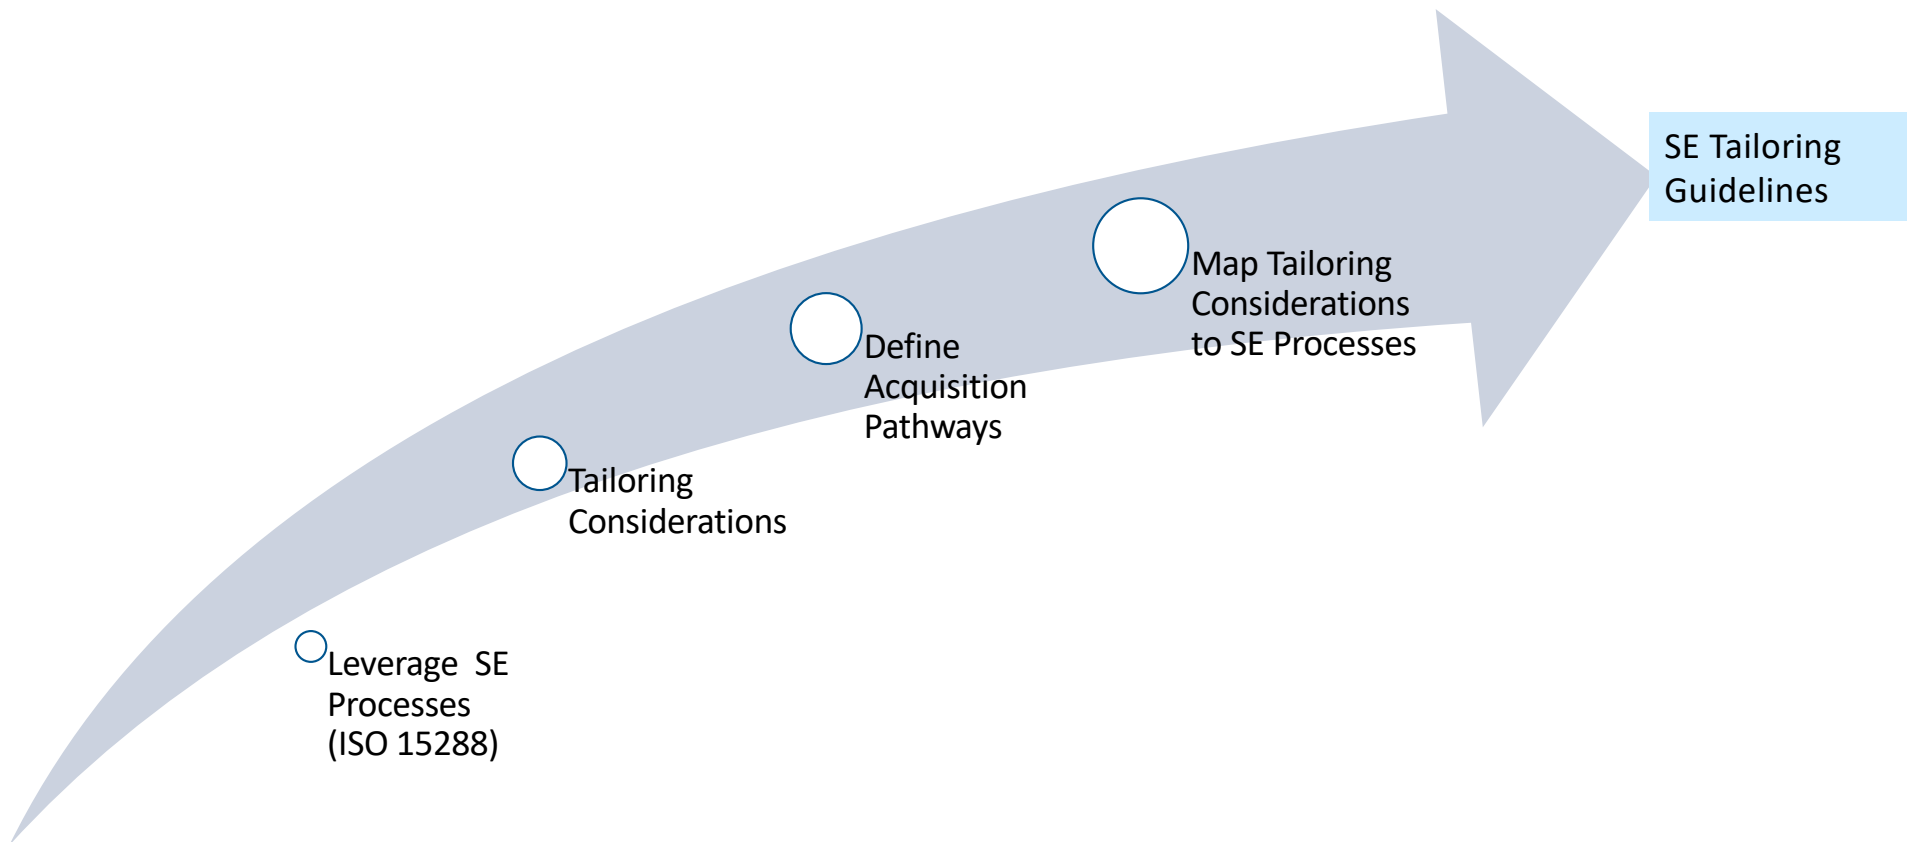 Leverage  SE
Processes
(ISO 15288)
Tailoring
Considerations
Define
Acquisition
Pathways
Map Tailoring
Considerations
to SE Processes
SE Tailoring
Guidelines